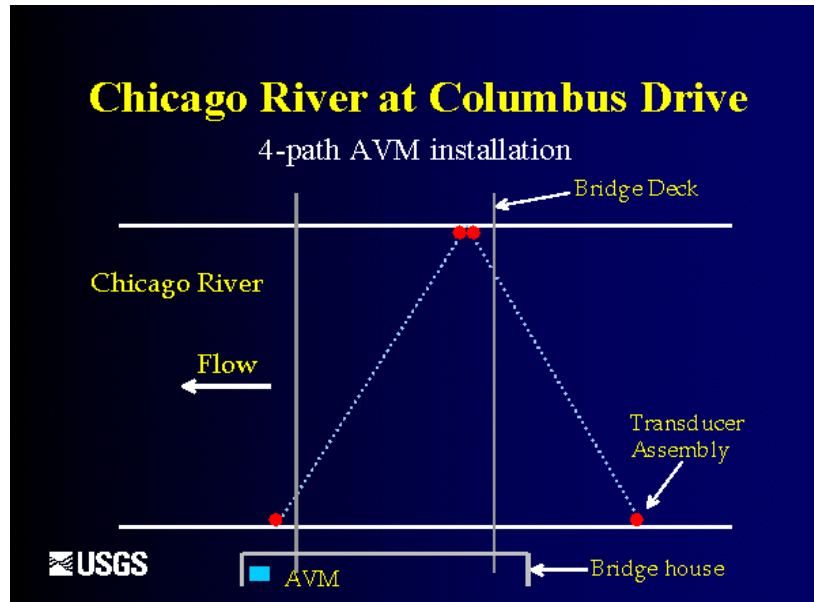 Chicago River at Columbus Drive
4-path AVM installation
Bridge Deck
Chicago River
Flow
Transducer
Assembly
USGS
AVM
Bridge house